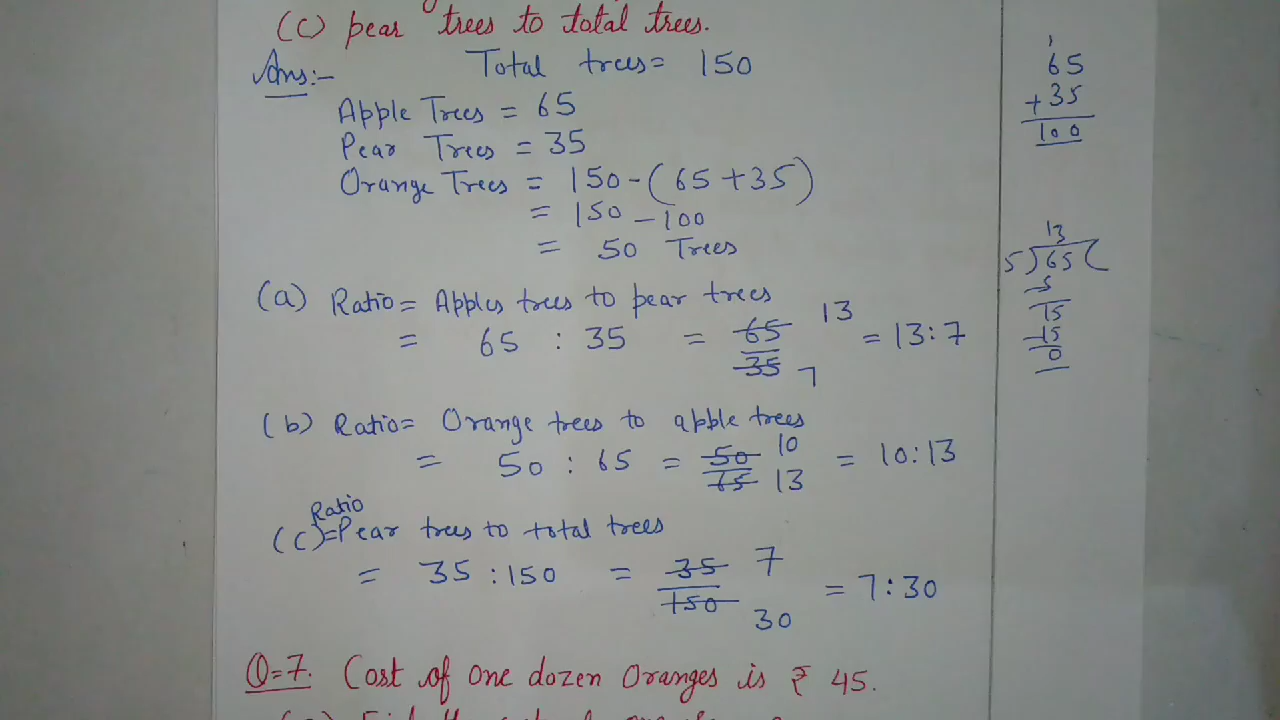 (c) pear trees to total trees.
Ans:- Total trees= 150
Apple Trees = 65
Pear Trees = 35
Orange Trees = 150-(65+35)
= 150-100
= 50 Trees
(a) Ratio= Apples trees to pear trees
= 65 : 35 = 65/35 13/7 = 13:7
(b) Ratio= Orange trees to apple trees
= 50 : 65 = 50/65 10/13 = 10:13
Ratio
(C)=Pear trees to total trees
= 35 :150 = 35/150 7/30 = 7:30
Q=7. Cost of one dozen oranges is ₹ 45.
1
65
+35
100
13
5)65(
5
15
15
0